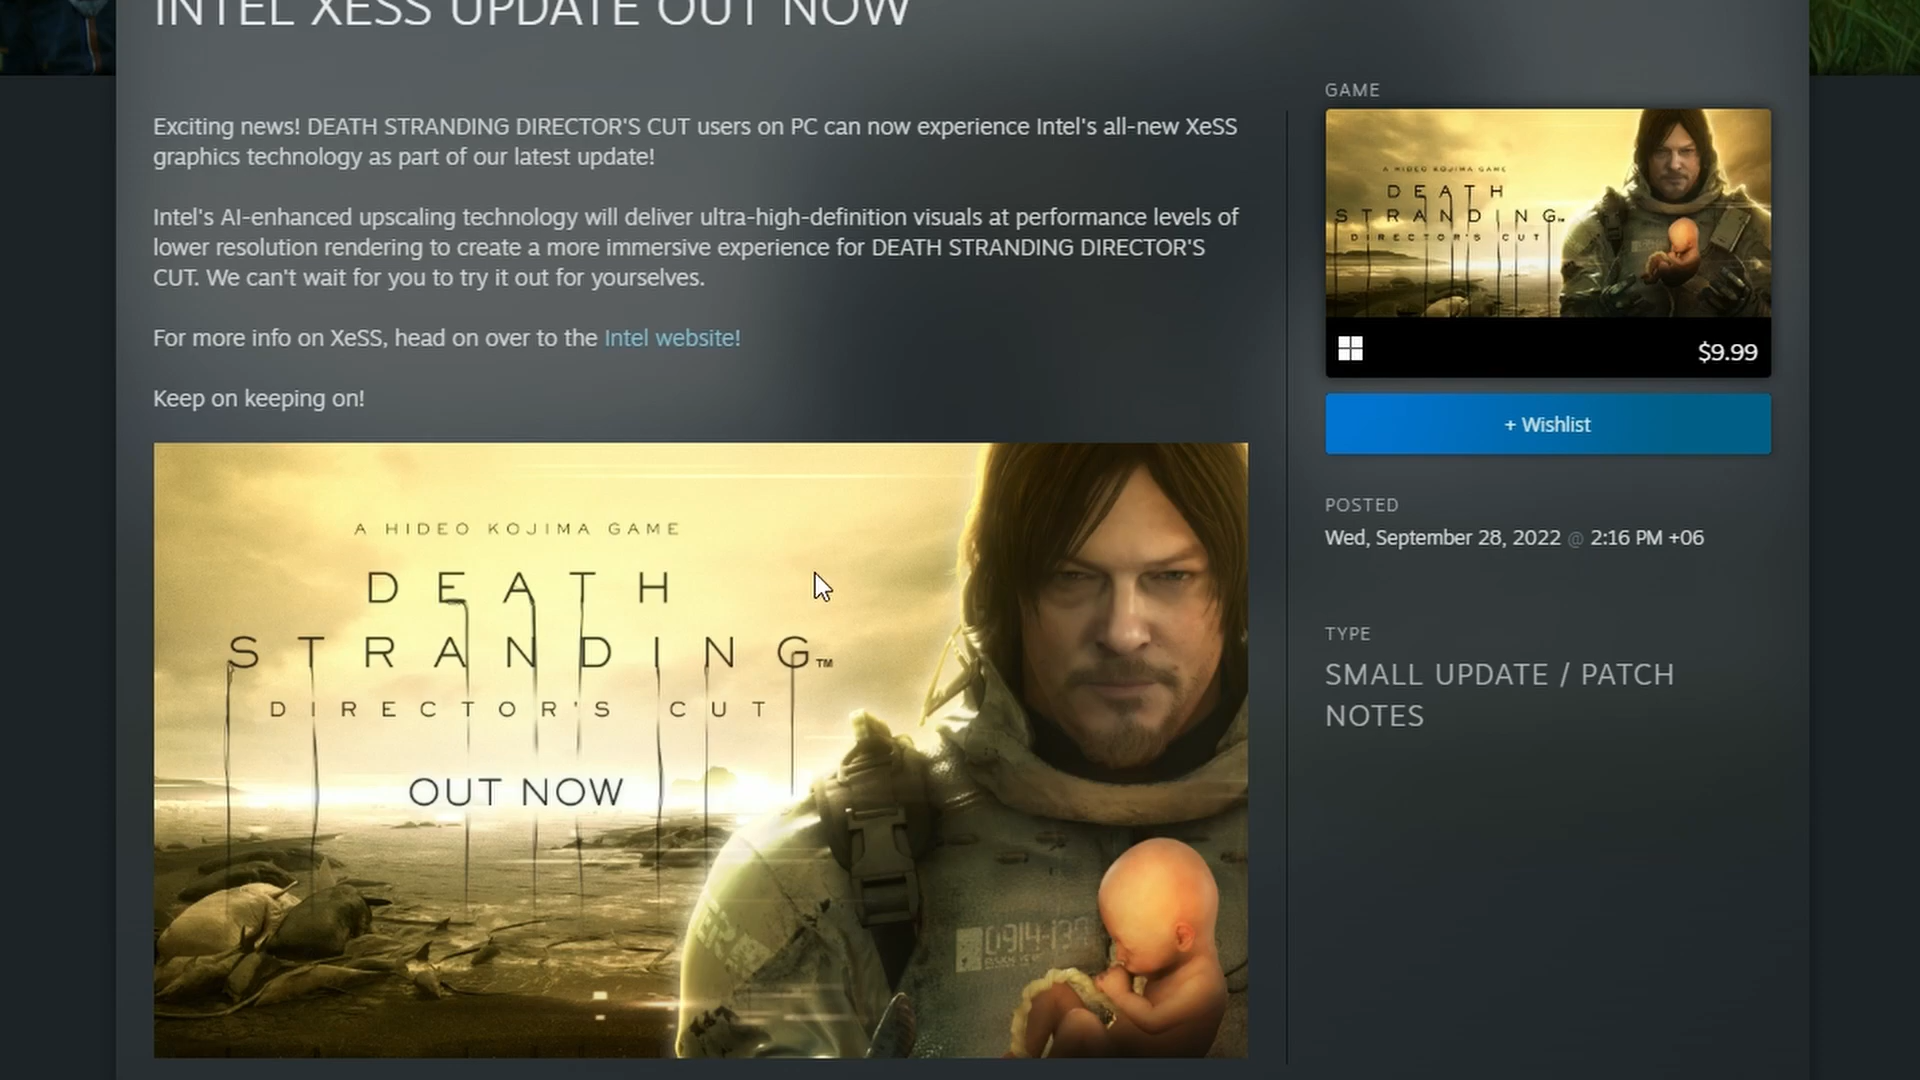 INTEL XESS UPDATE OUT NOW
Exciting news! DEATH STRANDING DIRECTOR'S CUT users on PC can now experience Intel's all-new XeSS
graphics technology as part of our latest update!
Intel's AI-enhanced upscaling technology will deliver ultra-high-definition visuals at performance levels of
lower resolution rendering to create a more immersive experience for DEATH STRANDING DIRECTOR'S
CUT. We can't wait for you to try it out for yourselves.
For more info on XeSS, head on over to the Intel website!
Keep on keeping on!
A HIDEO KOJIMA GAME
DEATH
STRANDING™
DIRECTOR'S CUT
OUT NOW
GAME
A HIDEO KOJIMA GAME
DEATH
STRANDING™
DIRECTOR'S CUT
$9.99
+ Wishlist
POSTED
Wed, September 28, 2022 @ 2:16 PM +06
TYPE
SMALL UPDATE / PATCH
NOTES